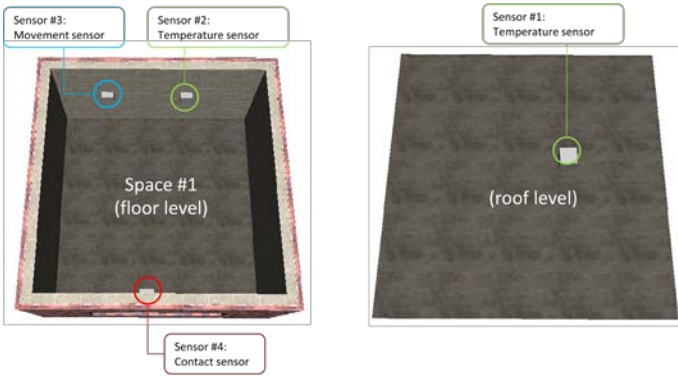 Sensor #3:
Movement sensor
Sensor #2:
Temperature sensor
Sensor #1:
Temperature sensor
Space #1
(floor level)
(roof level)
Sensor #4:
Contact sensor